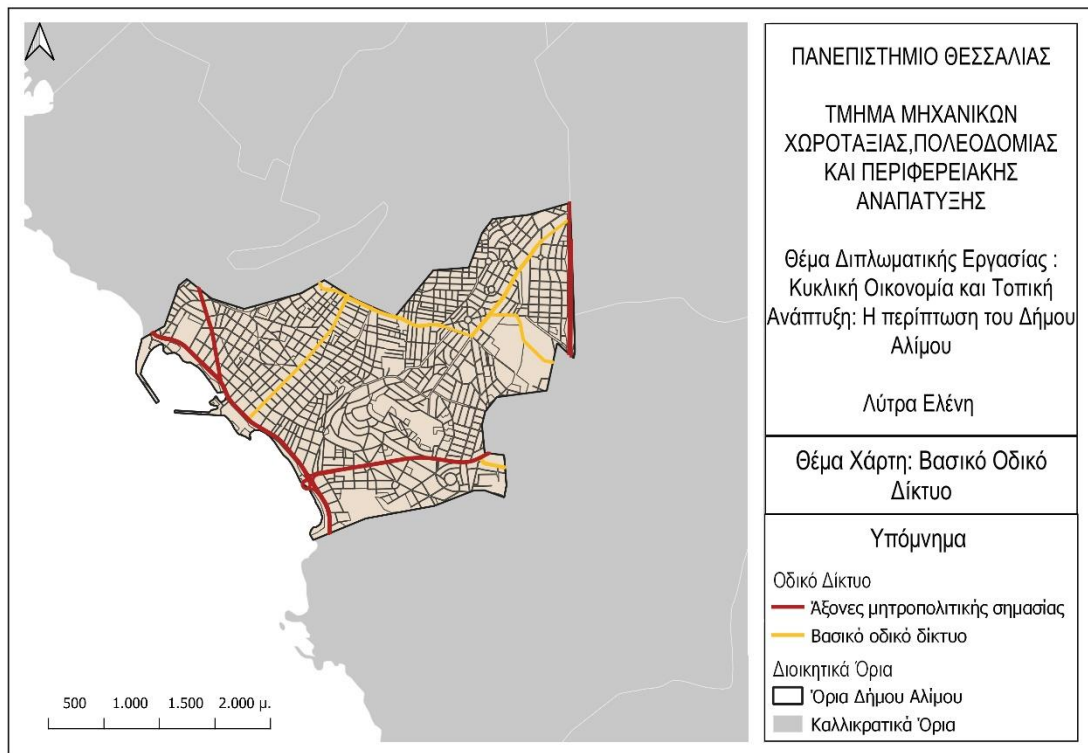 ΠΑΝΕΠΙΣΤΗΜΙΟ ΘΕΣΣΑΛΙΑΣ
ΤΜΗΜΑ ΜΗΧΑΝΙΚΩΝ
ΧΩΡΟΤΑΞΙΑΣ,ΠΟΛΕΟΔΟΜΙΑΣ
ΚΑΙ ΠΕΡΙΦΕΡΕΙΑΚΗΣ
ΑΝΑΠΑΤΥΞΗΣ
Θέμα Διπλωματικής Εργασίας :
Κυκλική Οικονομία και Τοπική
Ανάπτυξη: Η περίπτωση του Δήμου
Αλίμου
Λύτρα Ελένη
Θέμα Χάρτη: Βασικό Οδικό
Δίκτυο
Υπόμνημα
Οδικό Δίκτυο
Άξονες μητροπολιτικής σημασίας
Βασικό οδικό δίκτυο
Διοικητικά Όρια
Όρια Δήμου Αλίμου
Καλλικρατικά Όρια
500 1.000 1.500 2.000 μ.